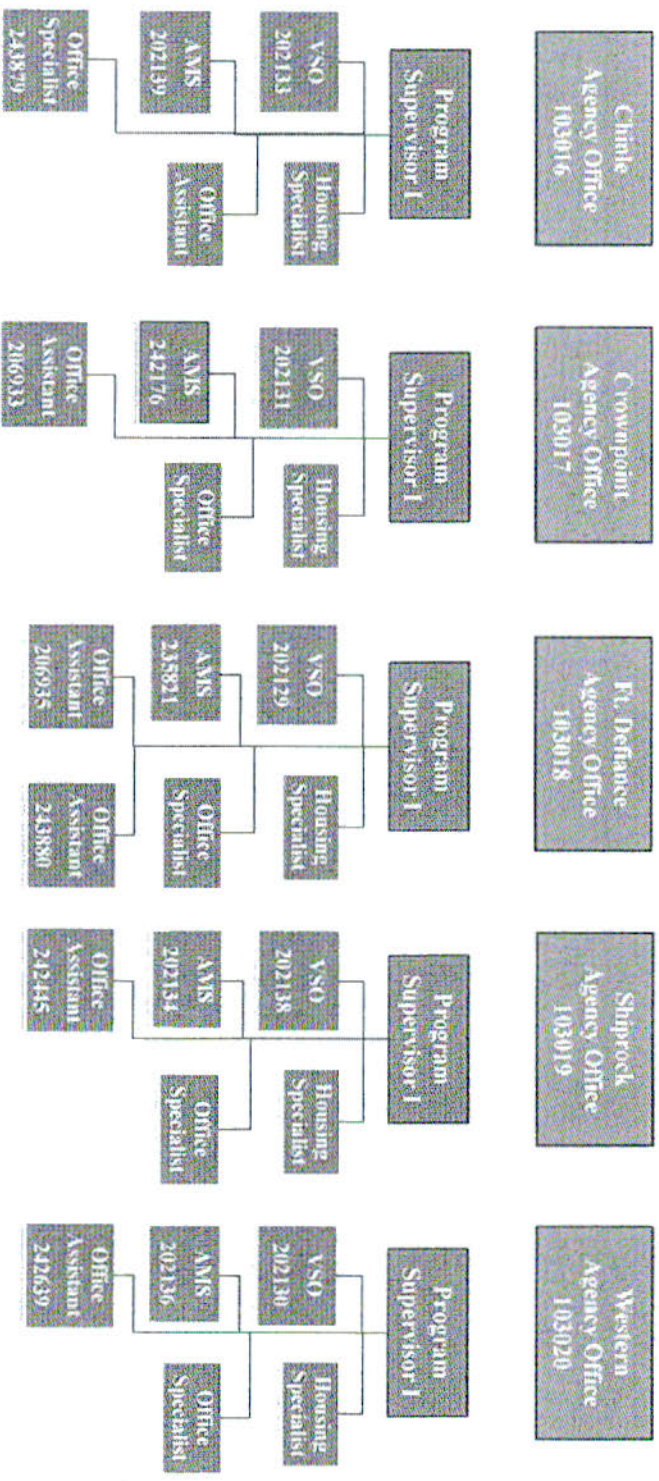 Chinle
Agency Office
103016
Program
Supervisor I
VSO
202133
Housing
Specialist
AMS
202139
Office
Assistant
Office
Specialist
243879
Crownpoint
Agency Office
103017
Program
Supervisor I
VSO
202131
Housing
Specialist
AMS
242176
Office
Specialist
Office
Assistant
206933
Ft. Defiance
Agency Office
103018
Program
Supervisor I
VSO
202129
Housing
Specialist
AMS
Office
Specialist
Office
Assistant
206935
Office
Assistant
243880
Shiprock
Agency Office
103019
Program
Supervisor I
VSO
202138
Housing
Specialist
AMS
202134
Office
Specialist
Office
Assistant
242445
Western
Agency Office
103020
Program
Supervisor I
VSO
202130
Housing
Specialist
AMS
202136
Office
Specialist
Office
Assistant
242639